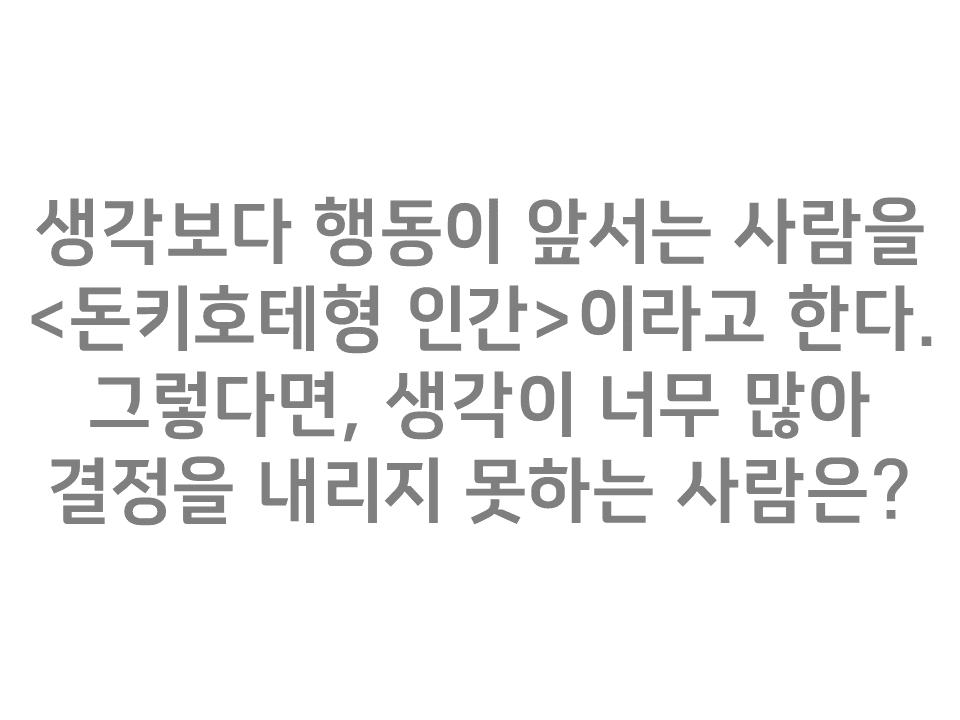 생각보다 행동이 앞서는 사람을
<돈키호테형 인간>이라고 한다.
그렇다면, 생각이 너무 많아
결정을 내리지 못하는 사람은?